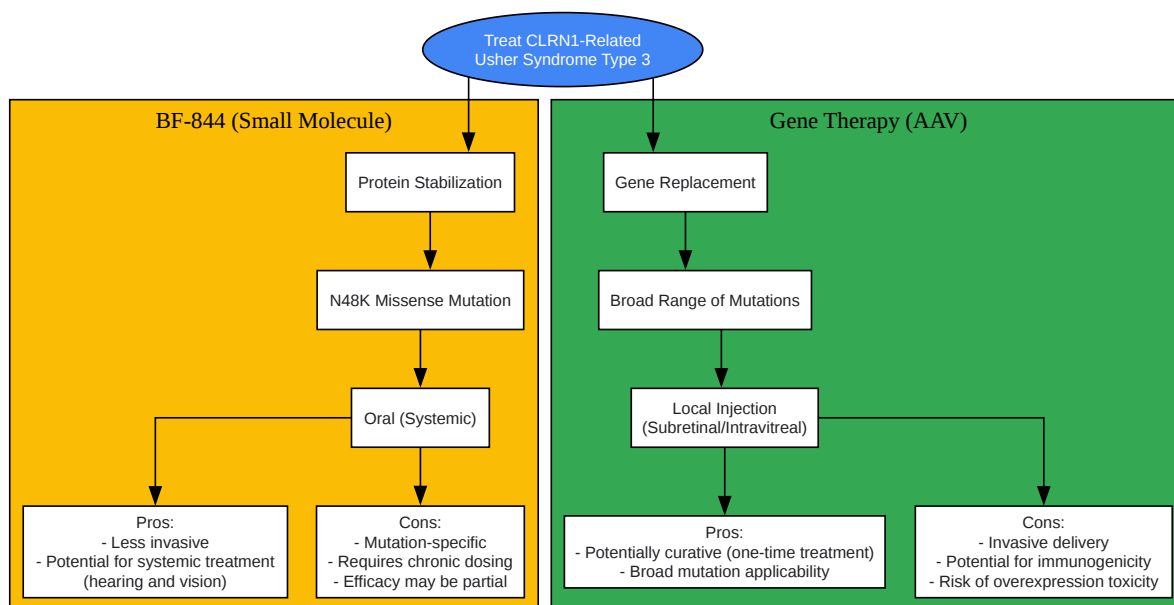 Treat CLRN1-Related
Usher Syndrome Type 3
BF-844 (Small Molecule)
Protein Stabilization
N48K Missense Mutation
Oral (Systemic)
Pros:
- Less invasive
- Potential for systemic treatment
(hearing and vision)
Cons:
- Mutation-specific
- Requires chronic dosing
- Efficacy may be partial
Gene Therapy (AAV)
Gene Replacement
Broad Range of Mutations
Local Injection
(Subretinal/Intravitreal)
Pros:
- Potentially curative (one-time treatment)
- Broad mutation applicability
Cons:
- Invasive delivery
- Potential for immunogenicity
- Risk of overexpression toxicity